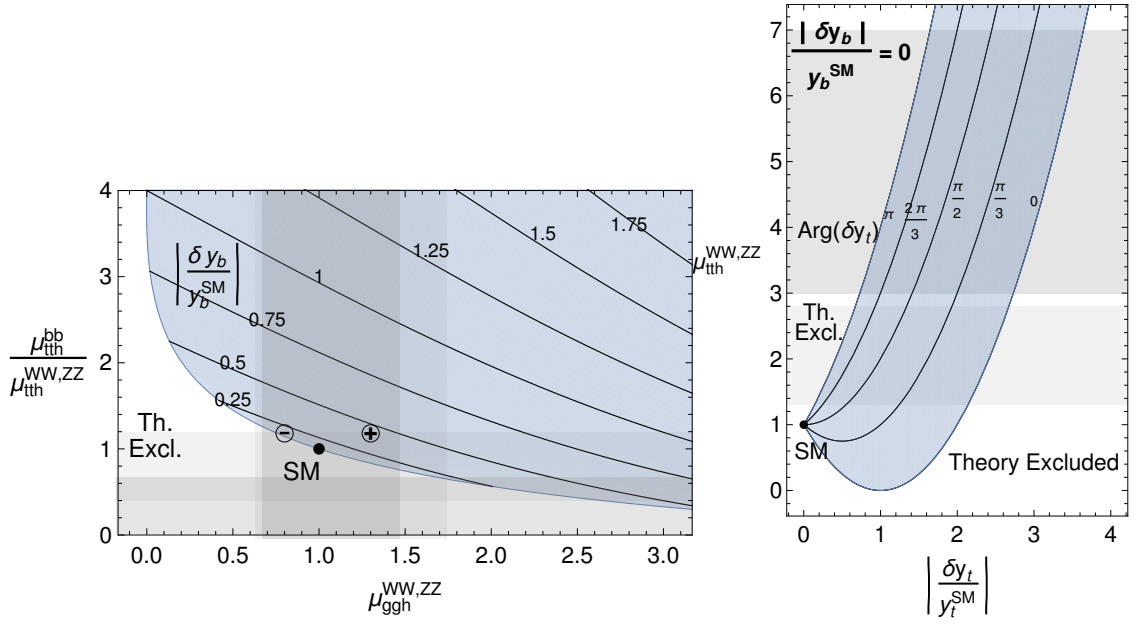 4
3
2
1
0
μ_tth^bb
μ_tth^WW,ZZ
| δ y_b |
| y_b^SM |
0.25
0.5
0.75
1
1.25
1.5
1.75
Th.
Excl.
−
+
SM
0.0 0.5 1.0 1.5 2.0 2.5 3.0
μ_ggh^WW,ZZ
7
6
5
4
3
2
1
0
μ_tth^WW,ZZ
| δy_b |
y_b^SM = 0
Arg(δy_t) π 2π/3 π/2 π/3 0
Th.
Excl.
SM
Theory Excluded
0 1 2 3 4
| δy_t |
| y_t^SM |